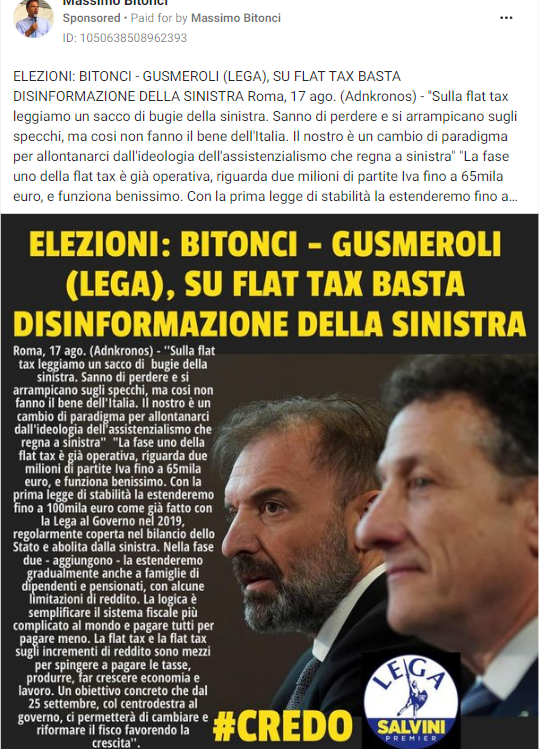 Massimo Bitonci
Sponsored • Paid for by Massimo Bitonci
ID: 1050638508962393
ELEZIONI: BITONCI - GUSMEROLI (LEGA), SU FLAT TAX BASTA
DISINFORMAZIONE DELLA SINISTRA Roma, 17 ago. (Adnkronos) - "Sulla flat tax
leggiamo un sacco di bugie della sinistra. Sanno di perdere e si arrampicano sugli
specchi, ma cosi non fanno il bene dell'Italia. Il nostro è un cambio di paradigma
per allontanarci dall'ideologia dell'assistenzialismo che regna a sinistra" "La fase
uno della flat tax è già operativa, riguarda due milioni di partite Iva fino a 65mila
euro, e funziona benissimo. Con la prima legge di stabilità la estenderemo fino a...
ELEZIONI: BITONCI - GUSMEROLI
(LEGA), SU FLAT TAX BASTA
DISINFORMAZIONE DELLA SINISTRA
Roma, 17 ago. (Adnkronos) - "Sulla flat
tax leggiamo un sacco di bugie della
sinistra. Sanno di perdere e si
arrampicano sugli specchi, ma cosi non
fanno il bene dell'Italia. Il nostro è un
cambio di paradigma per allontanarci
dall'ideologia dell'assistenzialismo che
regna a sinistra" "La fase uno della
flat tax è già operativa, riguarda due
milioni di partite Iva fino a 65mila
euro, e funziona benissimo. Con la
prima legge di stabilità la estenderemo
fino a 100mila euro come già fatto con
la Lega al Governo nel 2019,
regolarmente coperta nel bilancio dello
Stato e abolita dalla sinistra. Nella fase
due - aggiungono - la estenderemo
gradualmente anche a famiglie di
dipendenti e pensionati, con alcune
limitazioni di reddito. La logica è
semplificare il sistema fiscale più
complicato al mondo e pagare tutti per
pagare meno. La flat tax e la flat tax
sugli incrementi di reddito sono mezzi
per spingere a pagare le tasse,
produrre, far crescere economia e
lavoro. Un obiettivo concreto che dal
25 settembre, col centrodestra al
governo, ci permetterà di cambiare e
riformare il fisco favorendo la
crescita".
#CREDO
LEGA
SALVINI
PREMIER